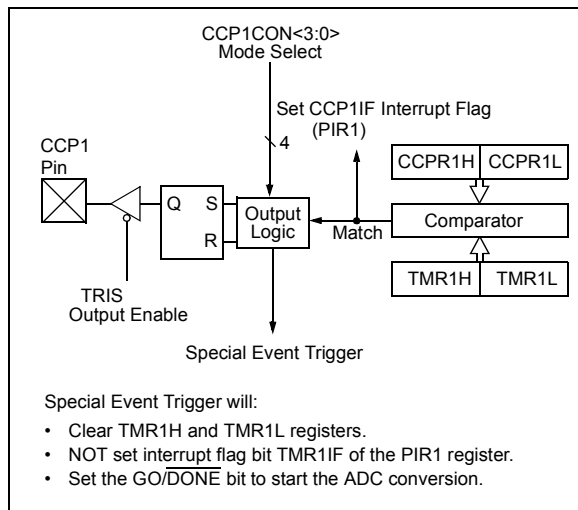 CCP1CON<3:0>
Mode Select
Set CCP1IF Interrupt Flag
(PIR1)
4
CCP1
Pin
CCPR1H CCPR1L
Q S
R
Output
Logic
Match
Comparator
TRIS
Output Enable
TMR1H TMR1L
Special Event Trigger
Special Event Trigger will:
• Clear TMR1H and TMR1L registers.
• NOT set interrupt flag bit TMR1IF of the PIR1 register.
• Set the GO/DONE bit to start the ADC conversion.